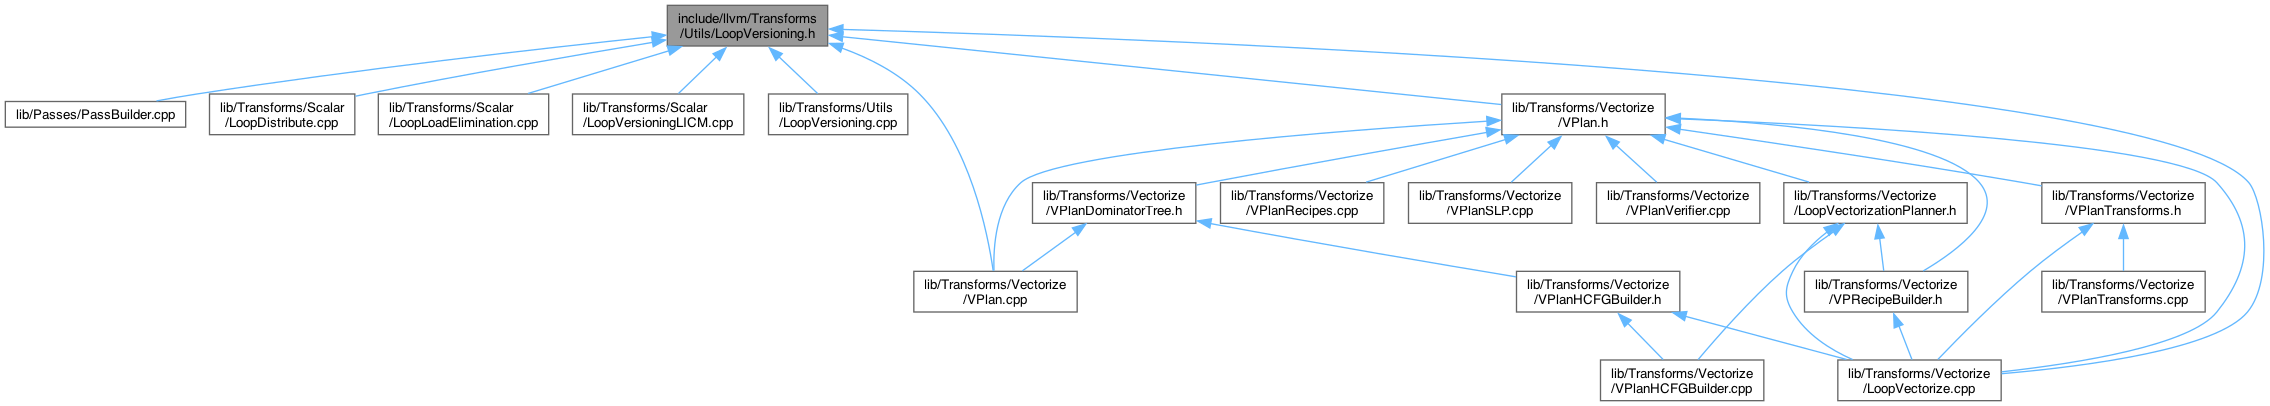 include/llvm/Transforms
/Utils/LoopVersioning.h
lib/Passes/PassBuilder.cpp
lib/Transforms/Scalar
/LoopDistribute.cpp
lib/Transforms/Scalar
/LoopLoadElimination.cpp
lib/Transforms/Scalar
/LoopVersioningLICM.cpp
lib/Transforms/Utils
/LoopVersioning.cpp
lib/Transforms/Vectorize
/VPlan.h
lib/Transforms/Vectorize
/VPlanDominatorTree.h
lib/Transforms/Vectorize
/VPlanRecipes.cpp
lib/Transforms/Vectorize
/VPlanSLP.cpp
lib/Transforms/Vectorize
/VPlanVerifier.cpp
lib/Transforms/Vectorize
/LoopVectorizationPlanner.h
lib/Transforms/Vectorize
/VPlanTransforms.h
lib/Transforms/Vectorize
/VPlan.cpp
lib/Transforms/Vectorize
/VPlanHCFGBuilder.h
lib/Transforms/Vectorize
/VPRecipeBuilder.h
lib/Transforms/Vectorize
/VPlanTransforms.cpp
lib/Transforms/Vectorize
/VPlanHCFGBuilder.cpp
lib/Transforms/Vectorize
/LoopVectorize.cpp